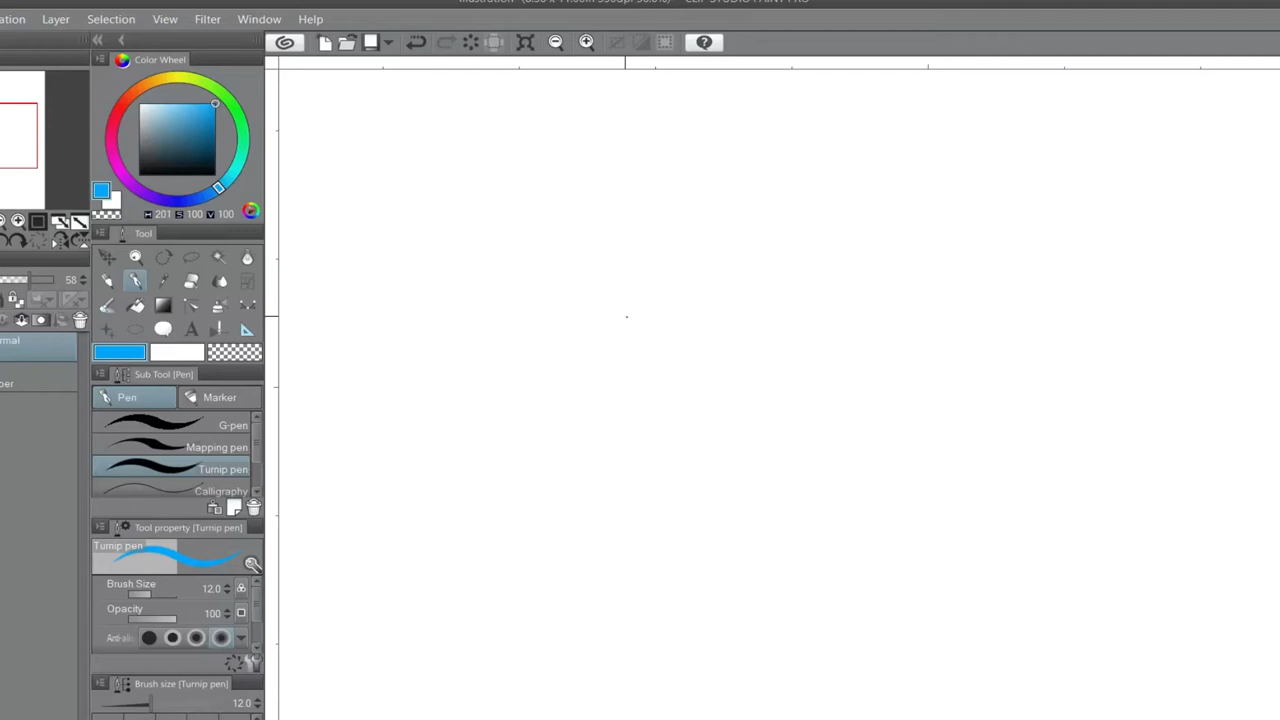 ation Layer Selection View Filter Window Help
Color Wheel
H 201 S 100 V 100
Tool
58
rmal
per
Sub Tool [Pen]
Pen Marker
G-pen
Mapping pen
Turnip pen
Calligraphy
Tool property [Turnip pen]
Turnip pen
Brush Size 12.0
Opacity 100
Anti-ali
Brush size [Turnip pen]
12.0